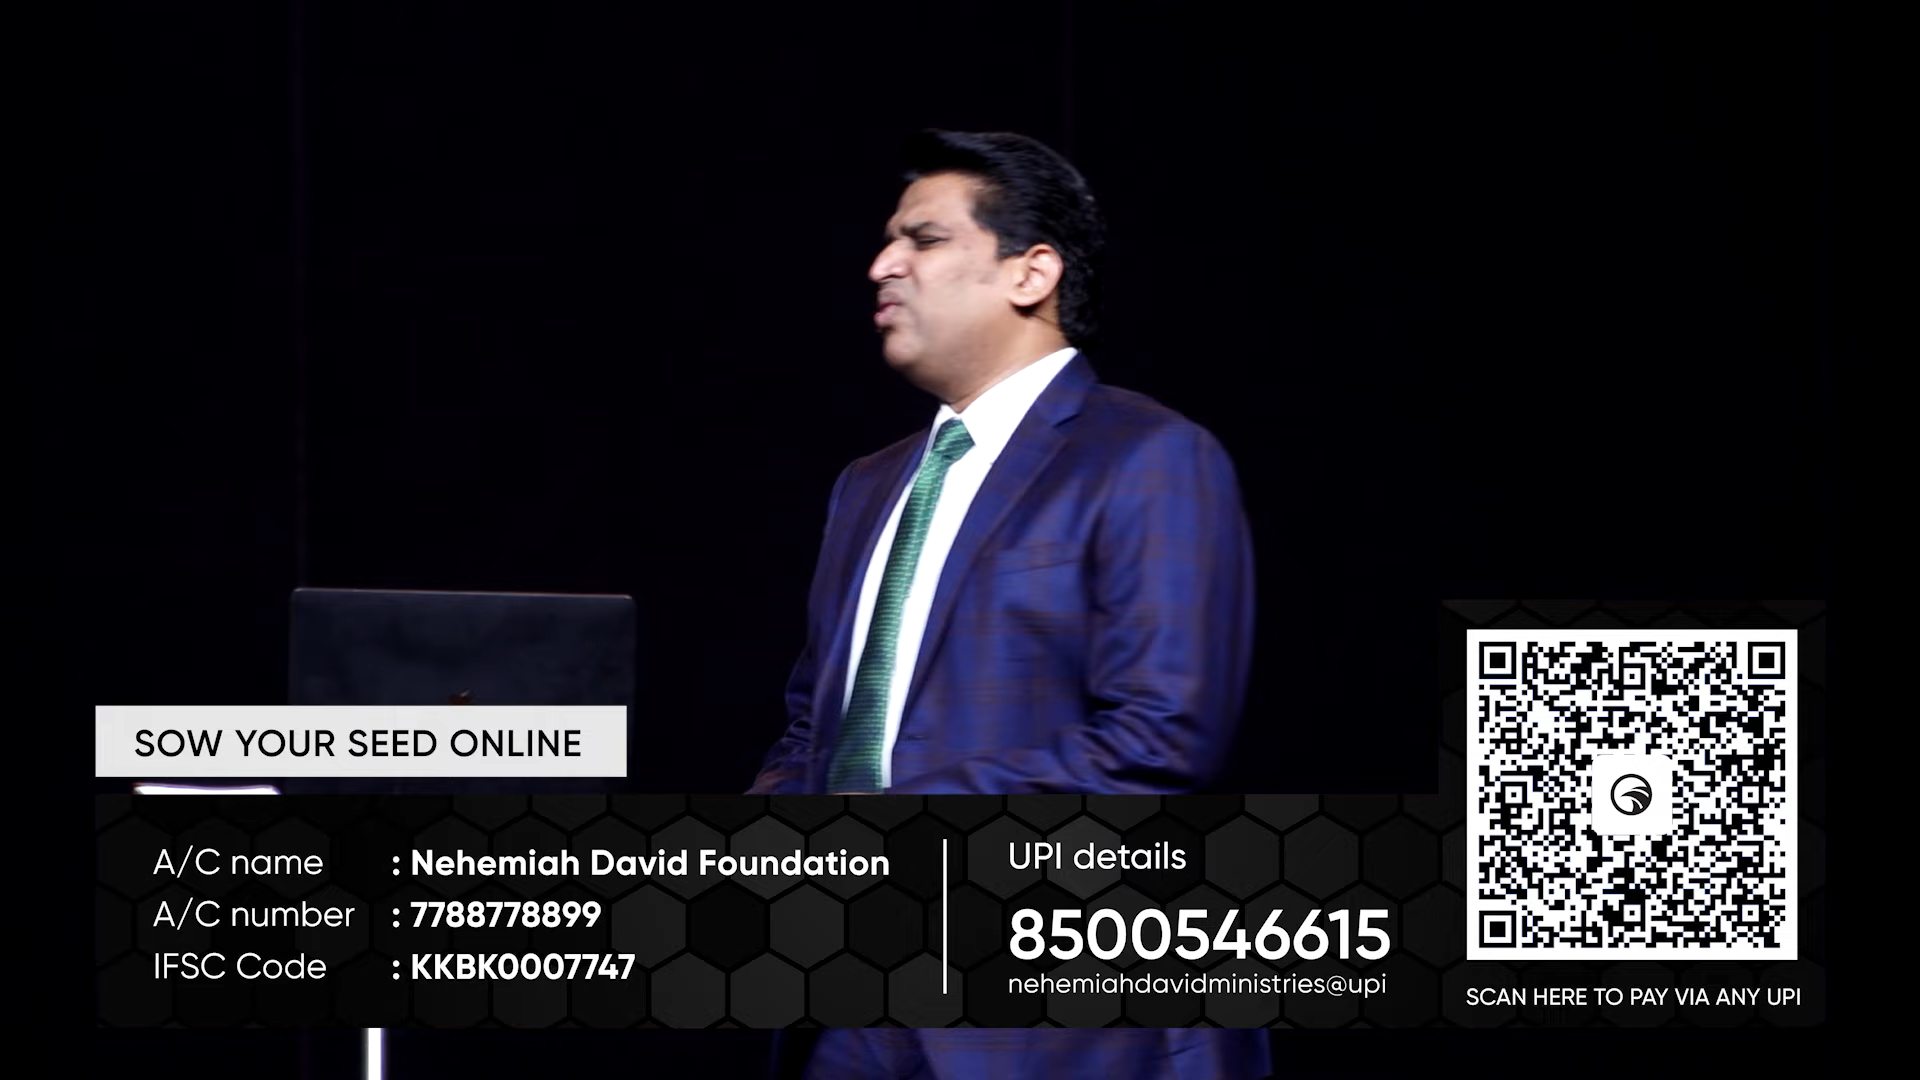 SOW YOUR SEED ONLINE
A/C name : Nehemiah David Foundation
A/C number : 7788778899
IFSC Code : KKBK0007747
UPI details
8500546615
nehemiahdavidministries@upi
SCAN HERE TO PAY VIA ANY UPI